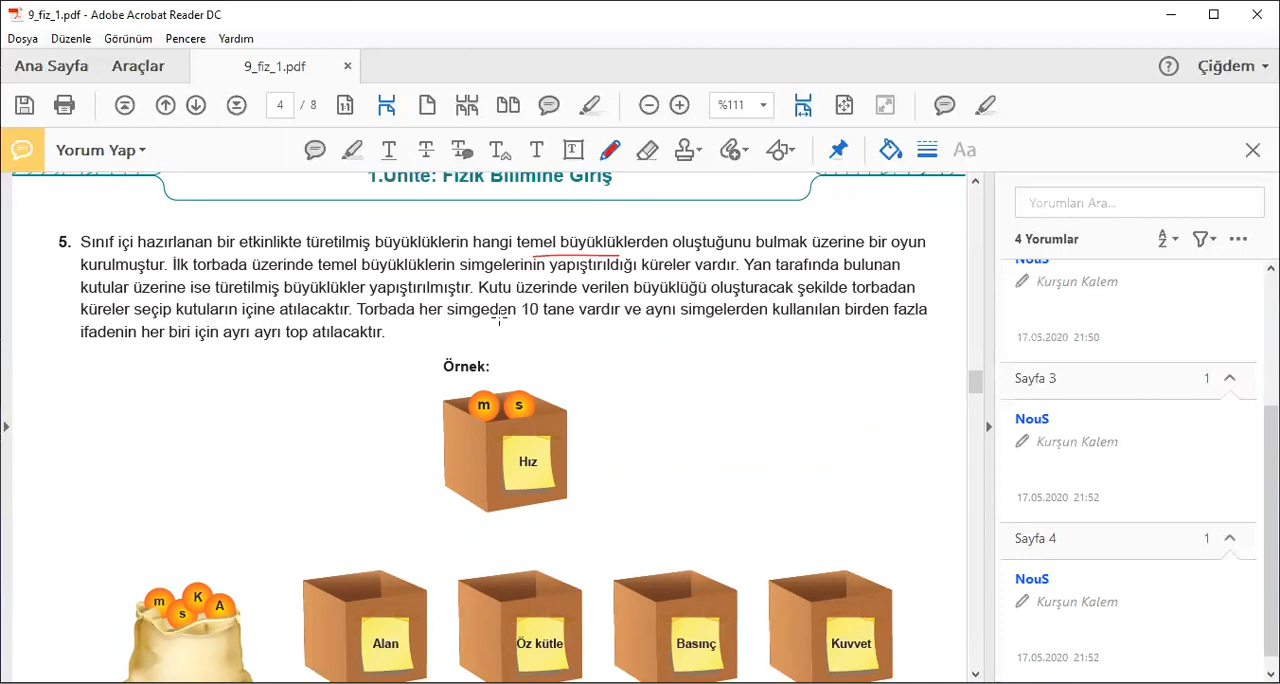 9_fiz_1.pdf - Adobe Acrobat Reader DC
Dosya Düzenle Görünüm Pencere Yardım
Ana Sayfa Araçlar 9_fiz_1.pdf × ? Çiğdem
4 / 8 %111
Yorum Yap Aa
1.Ünite: Fizik Bilimine Giriş
5. Sınıf içi hazırlanan bir etkinlikte türetilmiş büyüklüklerin hangi temel büyüklüklerden oluştuğunu bulmak üzerine bir oyun
kurulmuştur. İlk torbada üzerinde temel büyüklüklerin simgelerinin yapıştırıldığı küreler vardır. Yan tarafında bulunan
kutular üzerine ise türetilmiş büyüklükler yapıştırılmıştır. Kutu üzerinde verilen büyüklüğü oluşturacak şekilde torbadan
küreler seçip kutuların içine atılacaktır. Torbada her simgeden 10 tane vardır ve aynı simgelerden kullanılan birden fazla
ifadenin her biri için ayrı ayrı top atılacaktır.
Örnek:
m s
Hız
m s K A
Alan Öz kütle Basınç Kuvvet
Yorumları Ara...
4 Yorumlar
NouS
Kurşun Kalem
17.05.2020 21:50
Sayfa 3 1
NouS
Kurşun Kalem
17.05.2020 21:52
Sayfa 4 1
NouS
Kurşun Kalem
17.05.2020 21:52